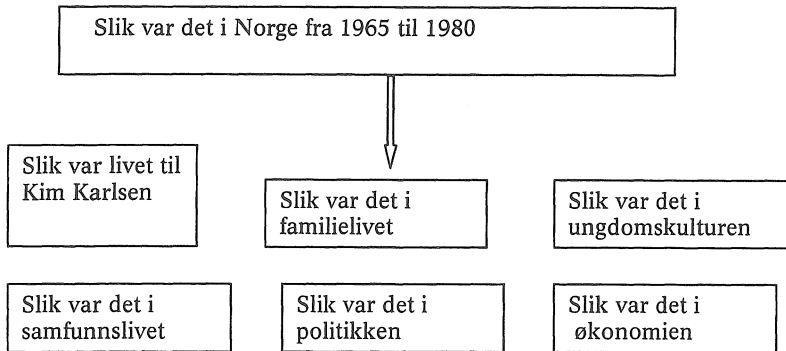 Slik var det i Norge fra 1965 til 1980
Slik var livet til
Kim Karlsen
Slik var det i
familielivet
Slik var det i
ungdomskulturen
Slik var det i
samfunnslivet
Slik var det i
politikken
Slik var det i
økonomien